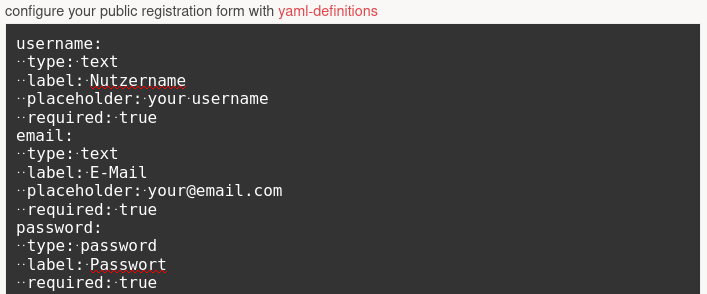 configure your public registration form with yaml-definitions
username:
  type: text
  label: Nutzername
  placeholder: your username
  required: true
email:
  type: text
  label: E-Mail
  placeholder: your@email.com
  required: true
password:
  type: password
  label: Passwort
  required: true